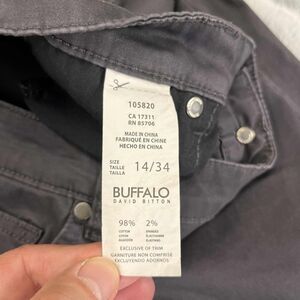 105820
CA 17311
RN 85706
MADE IN CHINA
FABRIQUÉ EN CHINE
HECHO EN CHINA
SIZE
TAILLE
TALLA
14/34
BUFFALO
DAVID BITTON
98% 2%
COTTON SPANDEX
COTON ÉLASTHANNE
ALGODÓN ELASTANO
EXCLUSIVE OF TRIM
GARNITURE NON COMPRISE
EXCLUYENDO ADORNOS